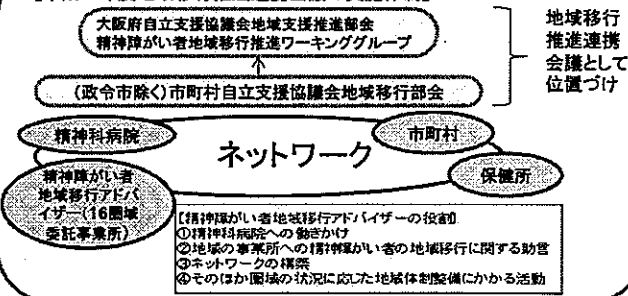 大阪府自立支援協議会地域支援推進部会
精神障がい者地域移行推進ワーキンググループ
地域移行
推進連携
会議として
位置づけ
(政令市除く)市町村自立支援協議会地域移行部会
精神科病院
市町村
ネットワーク
保健所
精神障がい者
地域移行アドバ
イザー(16圏域
委託事業所)
【精神障がい者地域移行アドバイザーの役割】
①精神科病院への働きかけ
②地域の事業所への精神障がい者の地域移行に関する助言
③ネットワークの構築
④そのほか圏域の状況に応じた地域体制整備にかかる活動